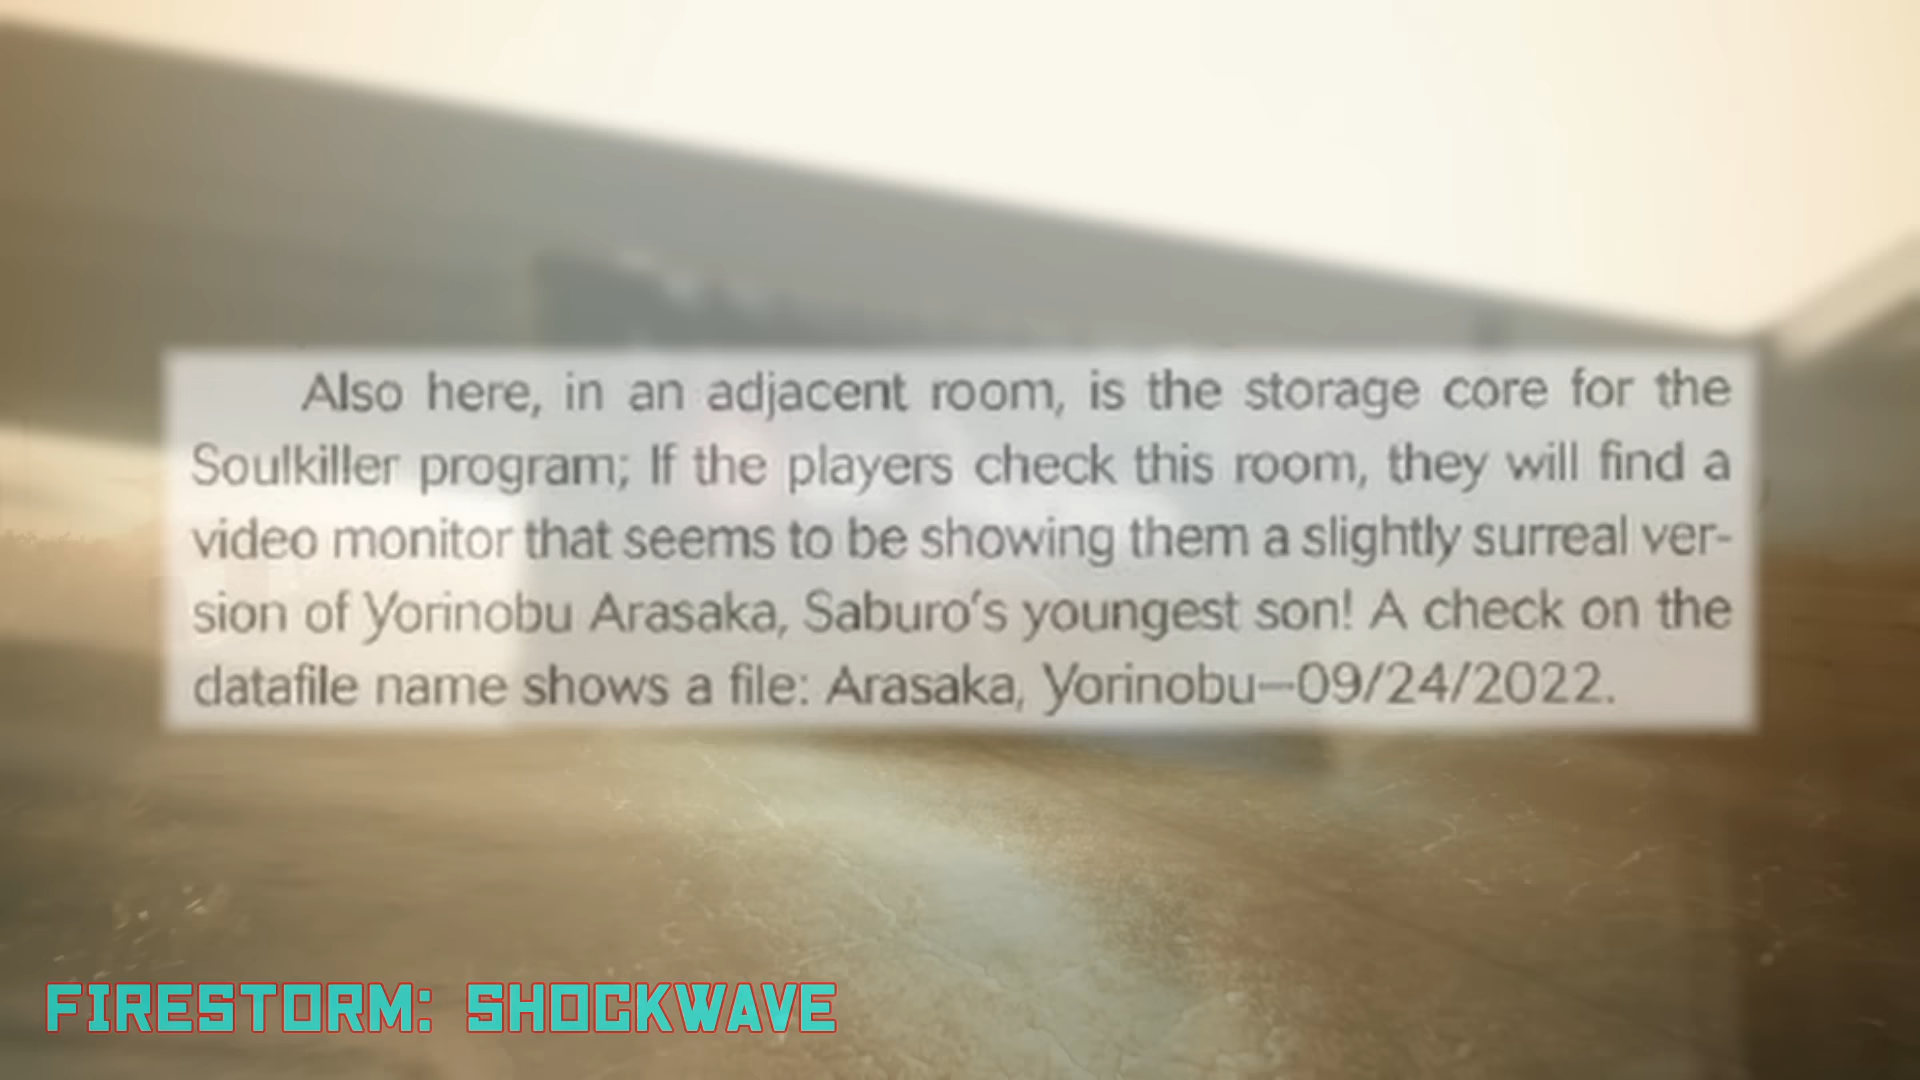 Also here, in an adjacent room, is the storage core for the
Soulkiller program; If the players check this room, they will find a
video monitor that seems to be showing them a slightly surreal ver-
sion of Yorinobu Arasaka, Saburo's youngest son! A check on the
datafile name shows a file: Arasaka, Yorinobu—09/24/2022.
FIRESTORM: SHOCKWAVE